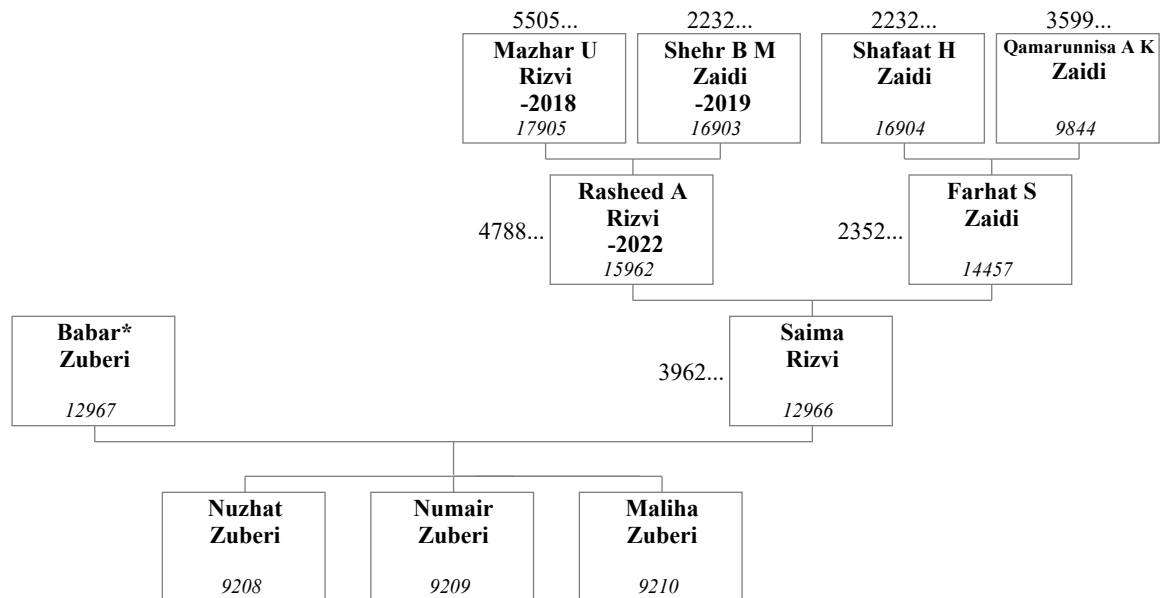 5505...
2232...
2232...
3599...
Mazhar U
Rizvi
-2018
17905
Shehr B M
Zaidi
-2019
16903
Shafaat H
Zaidi
16904
Qamarunnisa A K
Zaidi
9844
4788...
Rasheed A
Rizvi
-2022
15962
2352...
Farhat S
Zaidi
14457
Babar*
Zuberi
12967
3962...
Saima
Rizvi
12966
Nuzhat
Zuberi
9208
Numair
Zuberi
9209
Maliha
Zuberi
9210